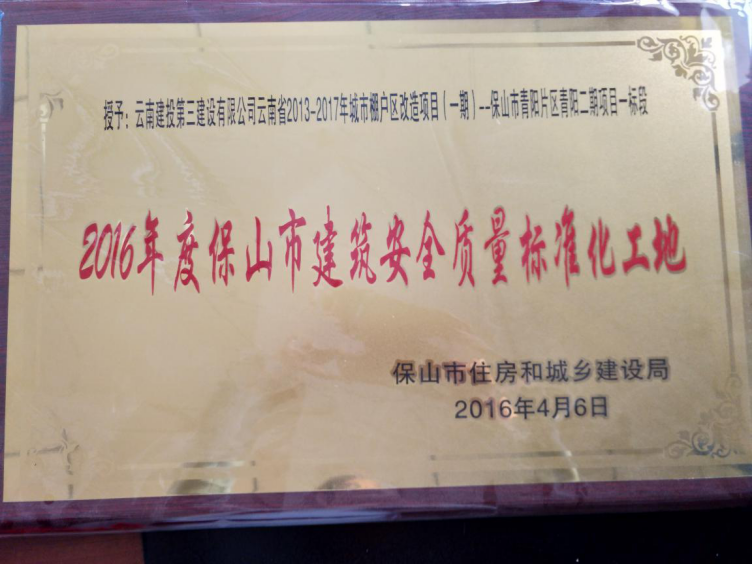 授予：云南建投第三建设有限公司云南省2013-2017年城市棚户区改造项目（一期）--保山市青阳片区青阳二期项目一标段
2016年度保山市建筑安全质量标准化工地
保山市住房和城乡建设局
2016年4月6日